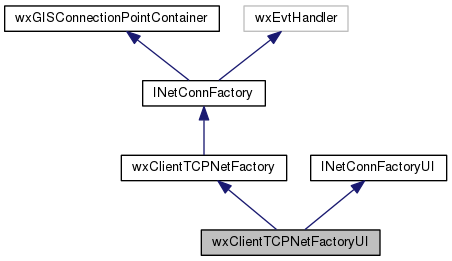 wxGISConnectionPointContainer
wxEvtHandler
INetConnFactory
wxClientTCPNetFactory
INetConnFactoryUI
wxClientTCPNetFactoryUI